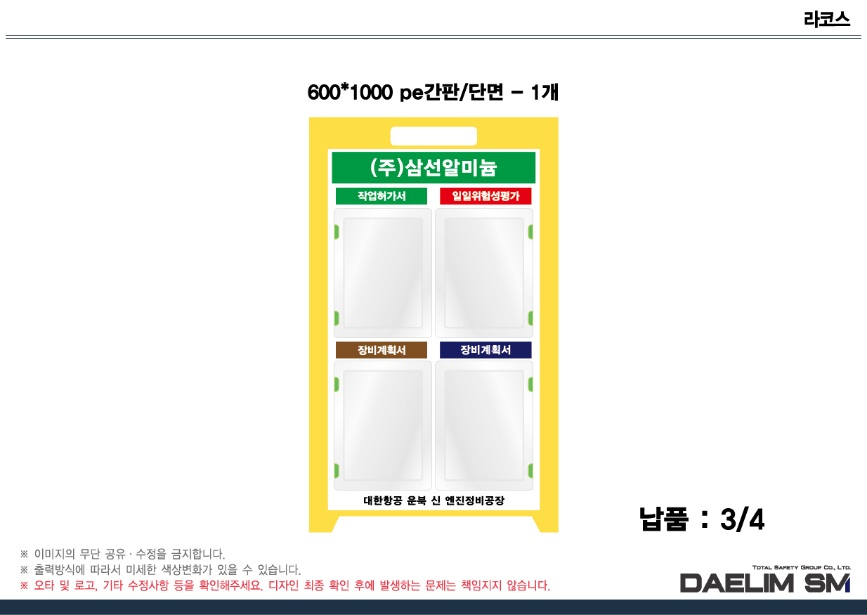 라코스
600*1000 pe간판/단면 - 1개
(주)삼선알미늄
작업허가서 일일위험성평가
장비계획서 장비계획서
대한항공 운북 신 엔진정비공장
납품 : 3/4
※ 이미지의 무단 공유 · 수정을 금지합니다.
※ 출력방식에 따라서 미세한 색상변화가 있을 수 있습니다.
※ 오타 및 로고, 기타 수정사항 등을 확인해주세요. 디자인 최종 확인 후에 발생하는 문제는 책임지지 않습니다.
TOTAL SAFETY GROUP CO., LTD.
DAELIM SM